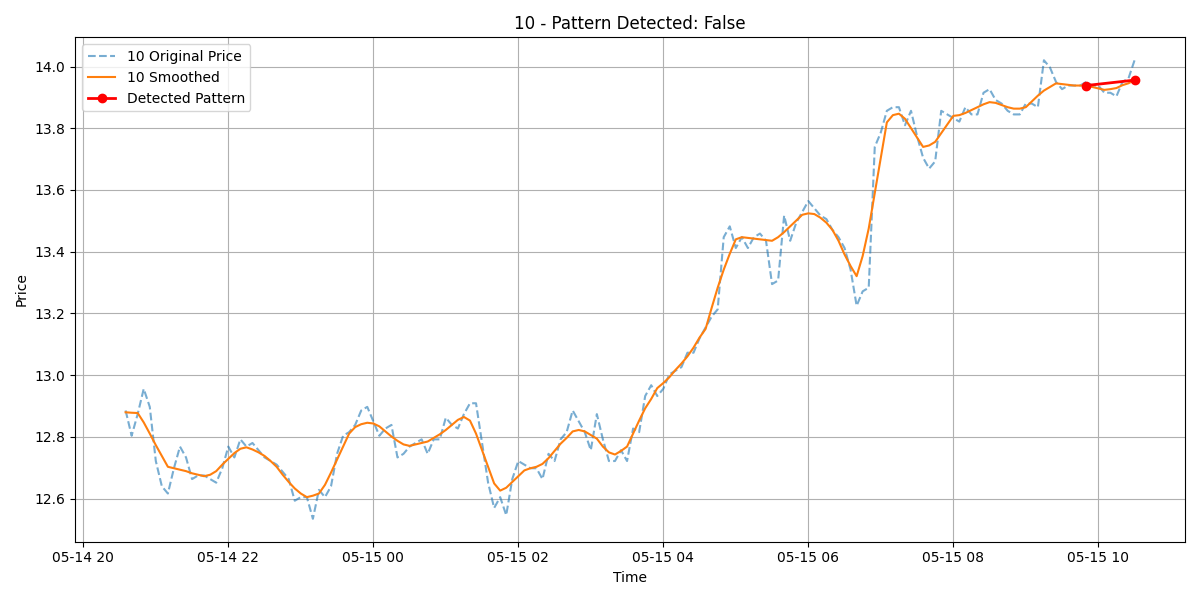 10 - Pattern Detected: False
10 Original Price
10 Smoothed
Detected Pattern
Price
14.0
13.8
13.6
13.4
13.2
13.0
12.8
12.6
05-14 20
05-14 22
05-15 00
05-15 02
05-15 04
05-15 06
05-15 08
05-15 10
Time